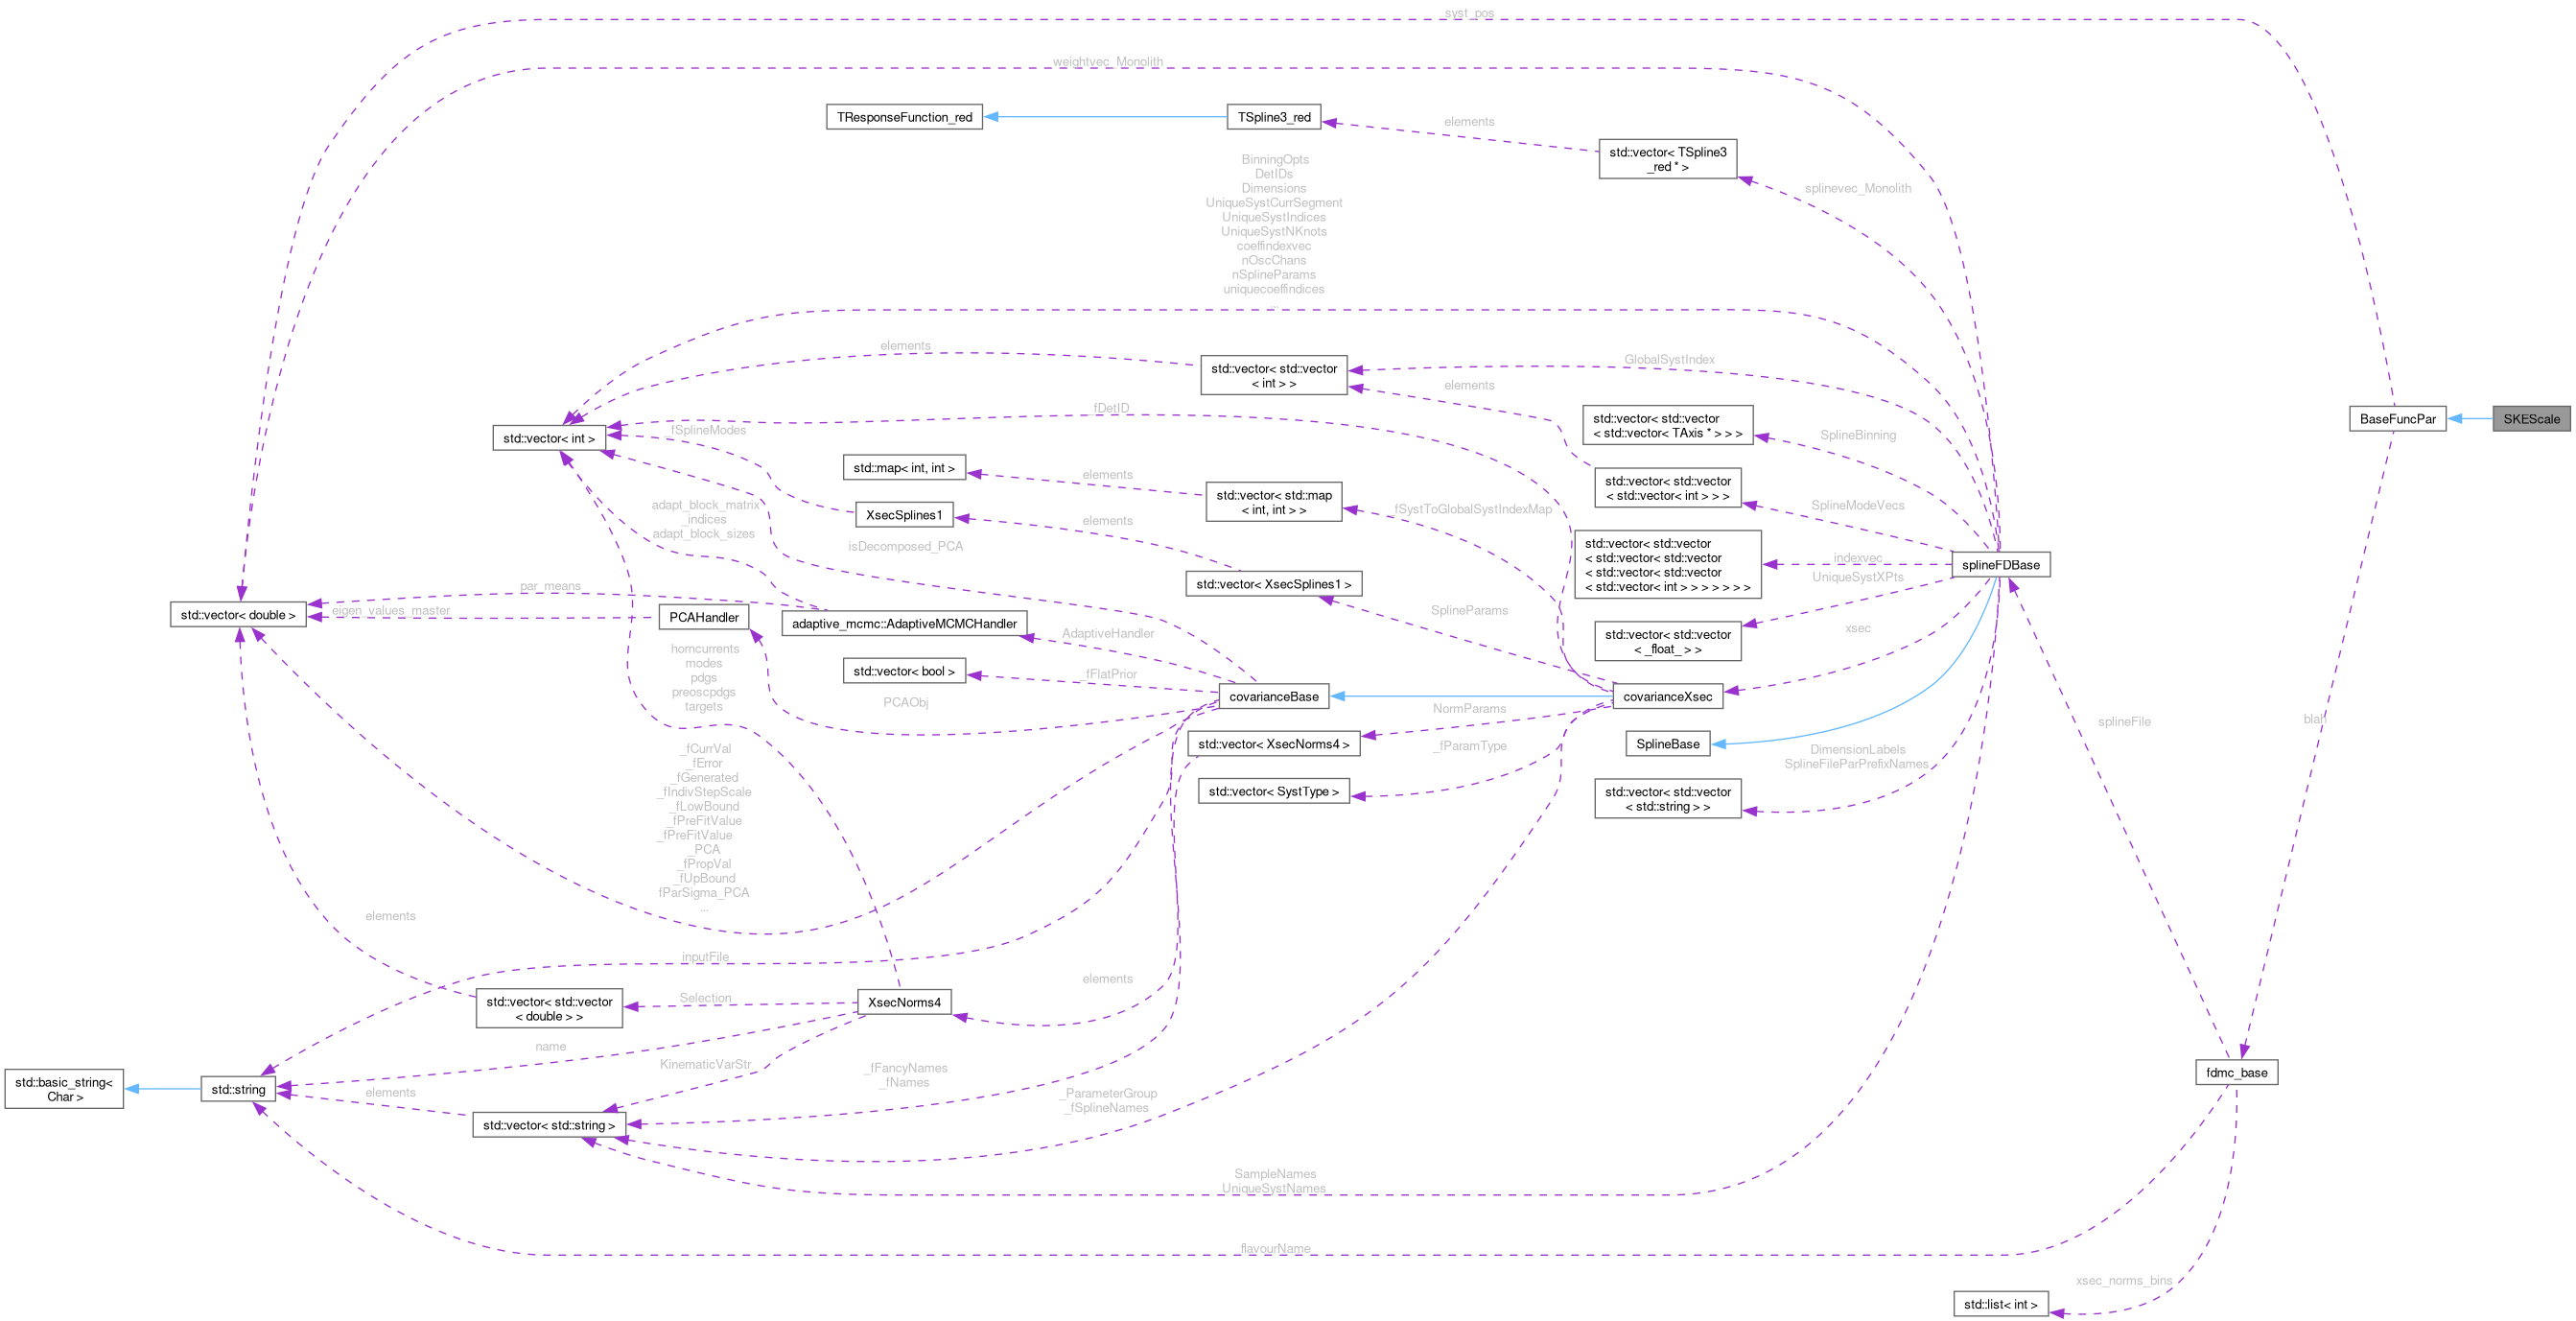 syst_pos
weightvec_Monolith
TResponseFunction_red
TSpline3_red
elements
std::vector< TSpline3
_red * >
BinningOpts
DetIDs
Dimensions
UniqueSystCurrSegment
UniqueSystIndices
UniqueSystNKnots
coeffindexvec
nOscChans
nSplineParams
uniquecoeffindices
...
splinevec_Monolith
elements
std::vector< std::vector
< int > >
GlobalSystIndex
elements
_fDetID
std::vector< std::vector
< std::vector< TAxis * > > >
SplineBinning
BaseFuncPar
SKEScale
std::vector< int >
_fSplineModes
std::map< int, int >
elements
std::vector< std::map
< int, int > >
fSystToGlobalSystIndexMap
std::vector< std::vector
< std::vector< int > > >
SplineModeVecs
adapt_block_matrix
_indices
adapt_block_sizes
XsecSplines1
elements
isDecomposed_PCA
std::vector< std::vector
< std::vector< std::vector
< std::vector< std::vector
< std::vector< int > > > > > > >
indexvec
splineFDBase
UniqueSystXPts
par_means
std::vector< XsecSplines1 >
SplineParams
std::vector< double >
_eigen_values_master
PCAHandler
adaptive_mcmc::AdaptiveMCMCHandler
AdaptiveHandler
std::vector< std::vector
< _float_ > >
xsec
horncurrents
modes
pdgs
preoscpdgs
targets
std::vector< bool >
_fFlatPrior
PCAObj
covarianceBase
covarianceXsec
NormParams
std::vector< XsecNorms4 >
_fParamType
SplineBase
splineFile
blah
_fCurrVal
_fError
_fGenerated
_fIndivStepScale
_fLowBound
_fPreFitValue
_fPreFitValue
_PCA
_fPropVal
_fUpBound
fParSigma_PCA
...
std::vector< SystType >
DimensionLabels
SplineFileParPrefixNames
std::vector< std::vector
< std::string > >
elements
inputFile
elements
std::vector< std::vector
< double > >
Selection
XsecNorms4
name
KinematicVarStr
_fFancyNames
_fNames
_ParameterGroup
_fSplineNames
fdmc_base
std::basic_string<
Char >
std::string
elements
std::vector< std::string >
SampleNames
UniqueSystNames
flavourName
xsec_norms_bins
std::list< int >